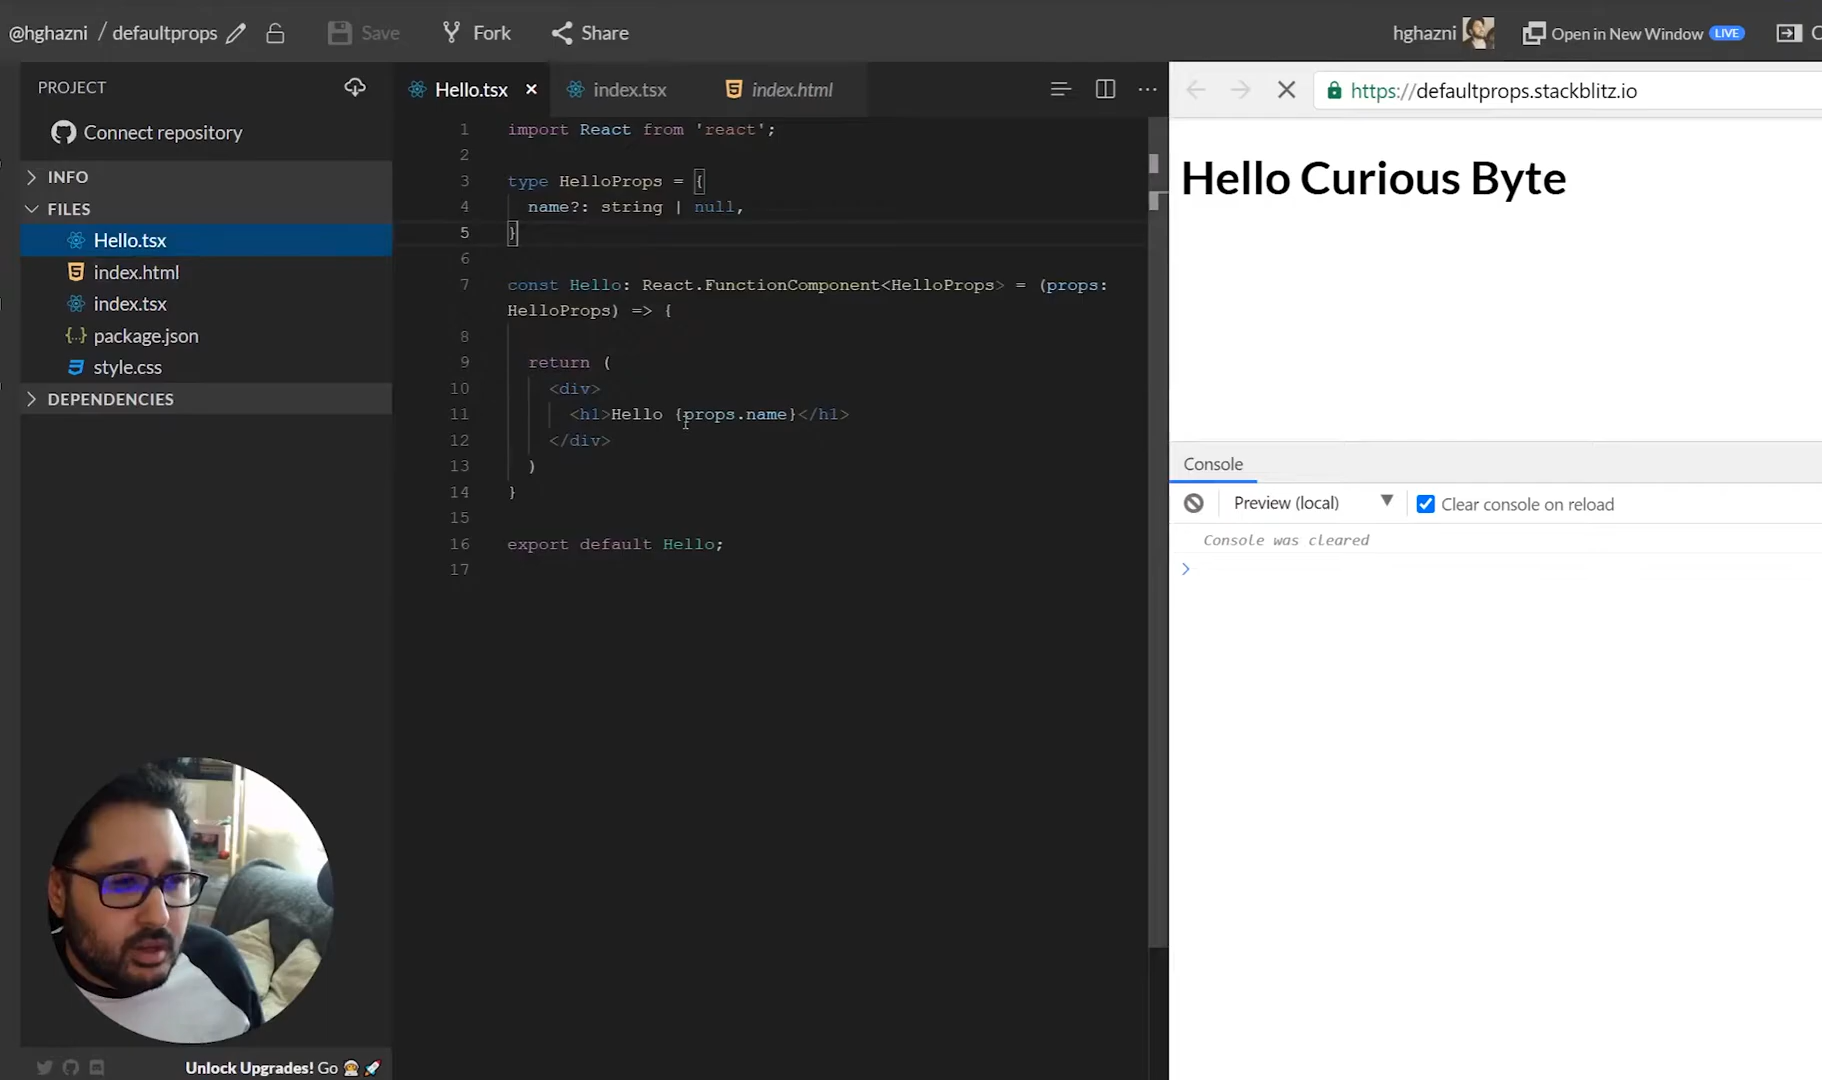 @hghazni / defaultprops
Save
Fork
Share
hghazni
Open in New Window LIVE
PROJECT
Connect repository
INFO
FILES
Hello.tsx
index.html
index.tsx
package.json
style.css
DEPENDENCIES
Unlock Upgrades! Go
Hello.tsx
index.tsx
index.html
1 import React from 'react';
2
3 type HelloProps = {
4 name?: string | null,
5 }
6
7 const Hello: React.FunctionComponent<HelloProps> = (props:
HelloProps) => {
8
9 return (
10 <div>
11 <h1>Hello {props.name}</h1>
12 </div>
13 )
14 }
15
16 export default Hello;
17
https://defaultprops.stackblitz.io
Hello Curious Byte
Console
Preview (local)
Clear console on reload
Console was cleared
>